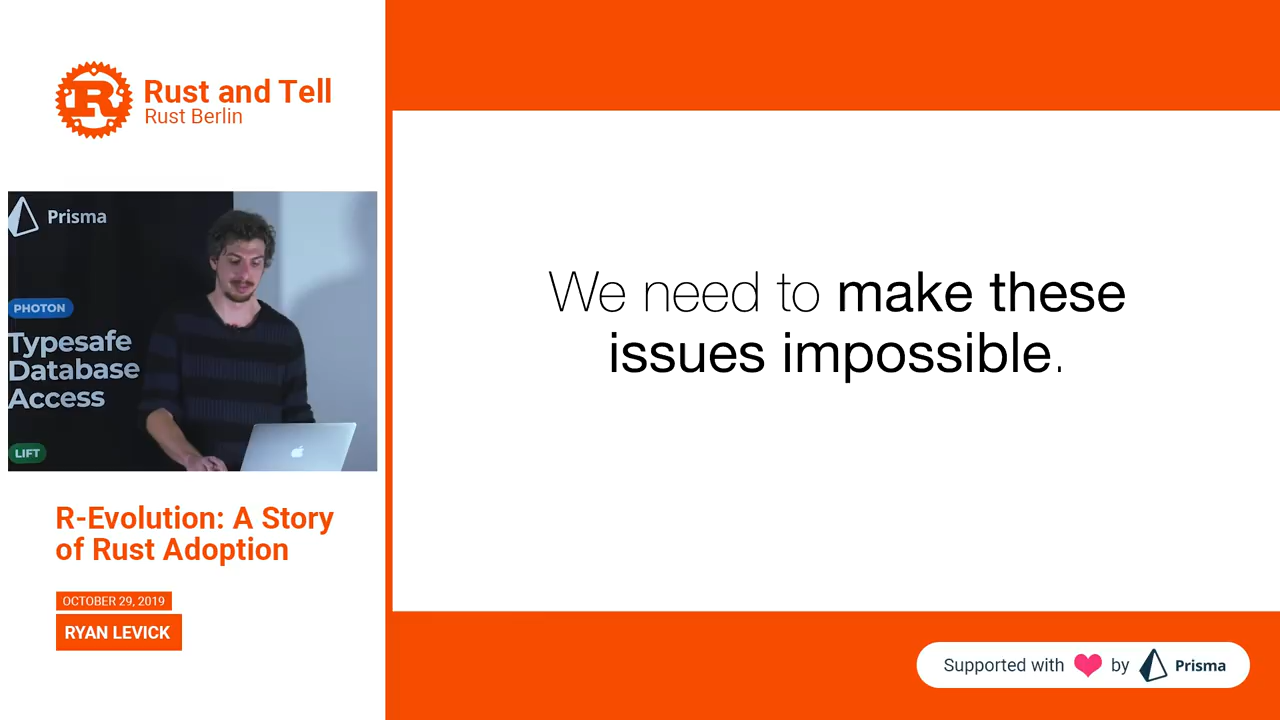 Rust and Tell
Rust Berlin
Prisma
PHOTON
Typesafe
Database
Access
LIFT
R-Evolution: A Story
of Rust Adoption
OCTOBER 29, 2019
RYAN LEVICK
We need to make these
issues impossible.
Supported with by Prisma